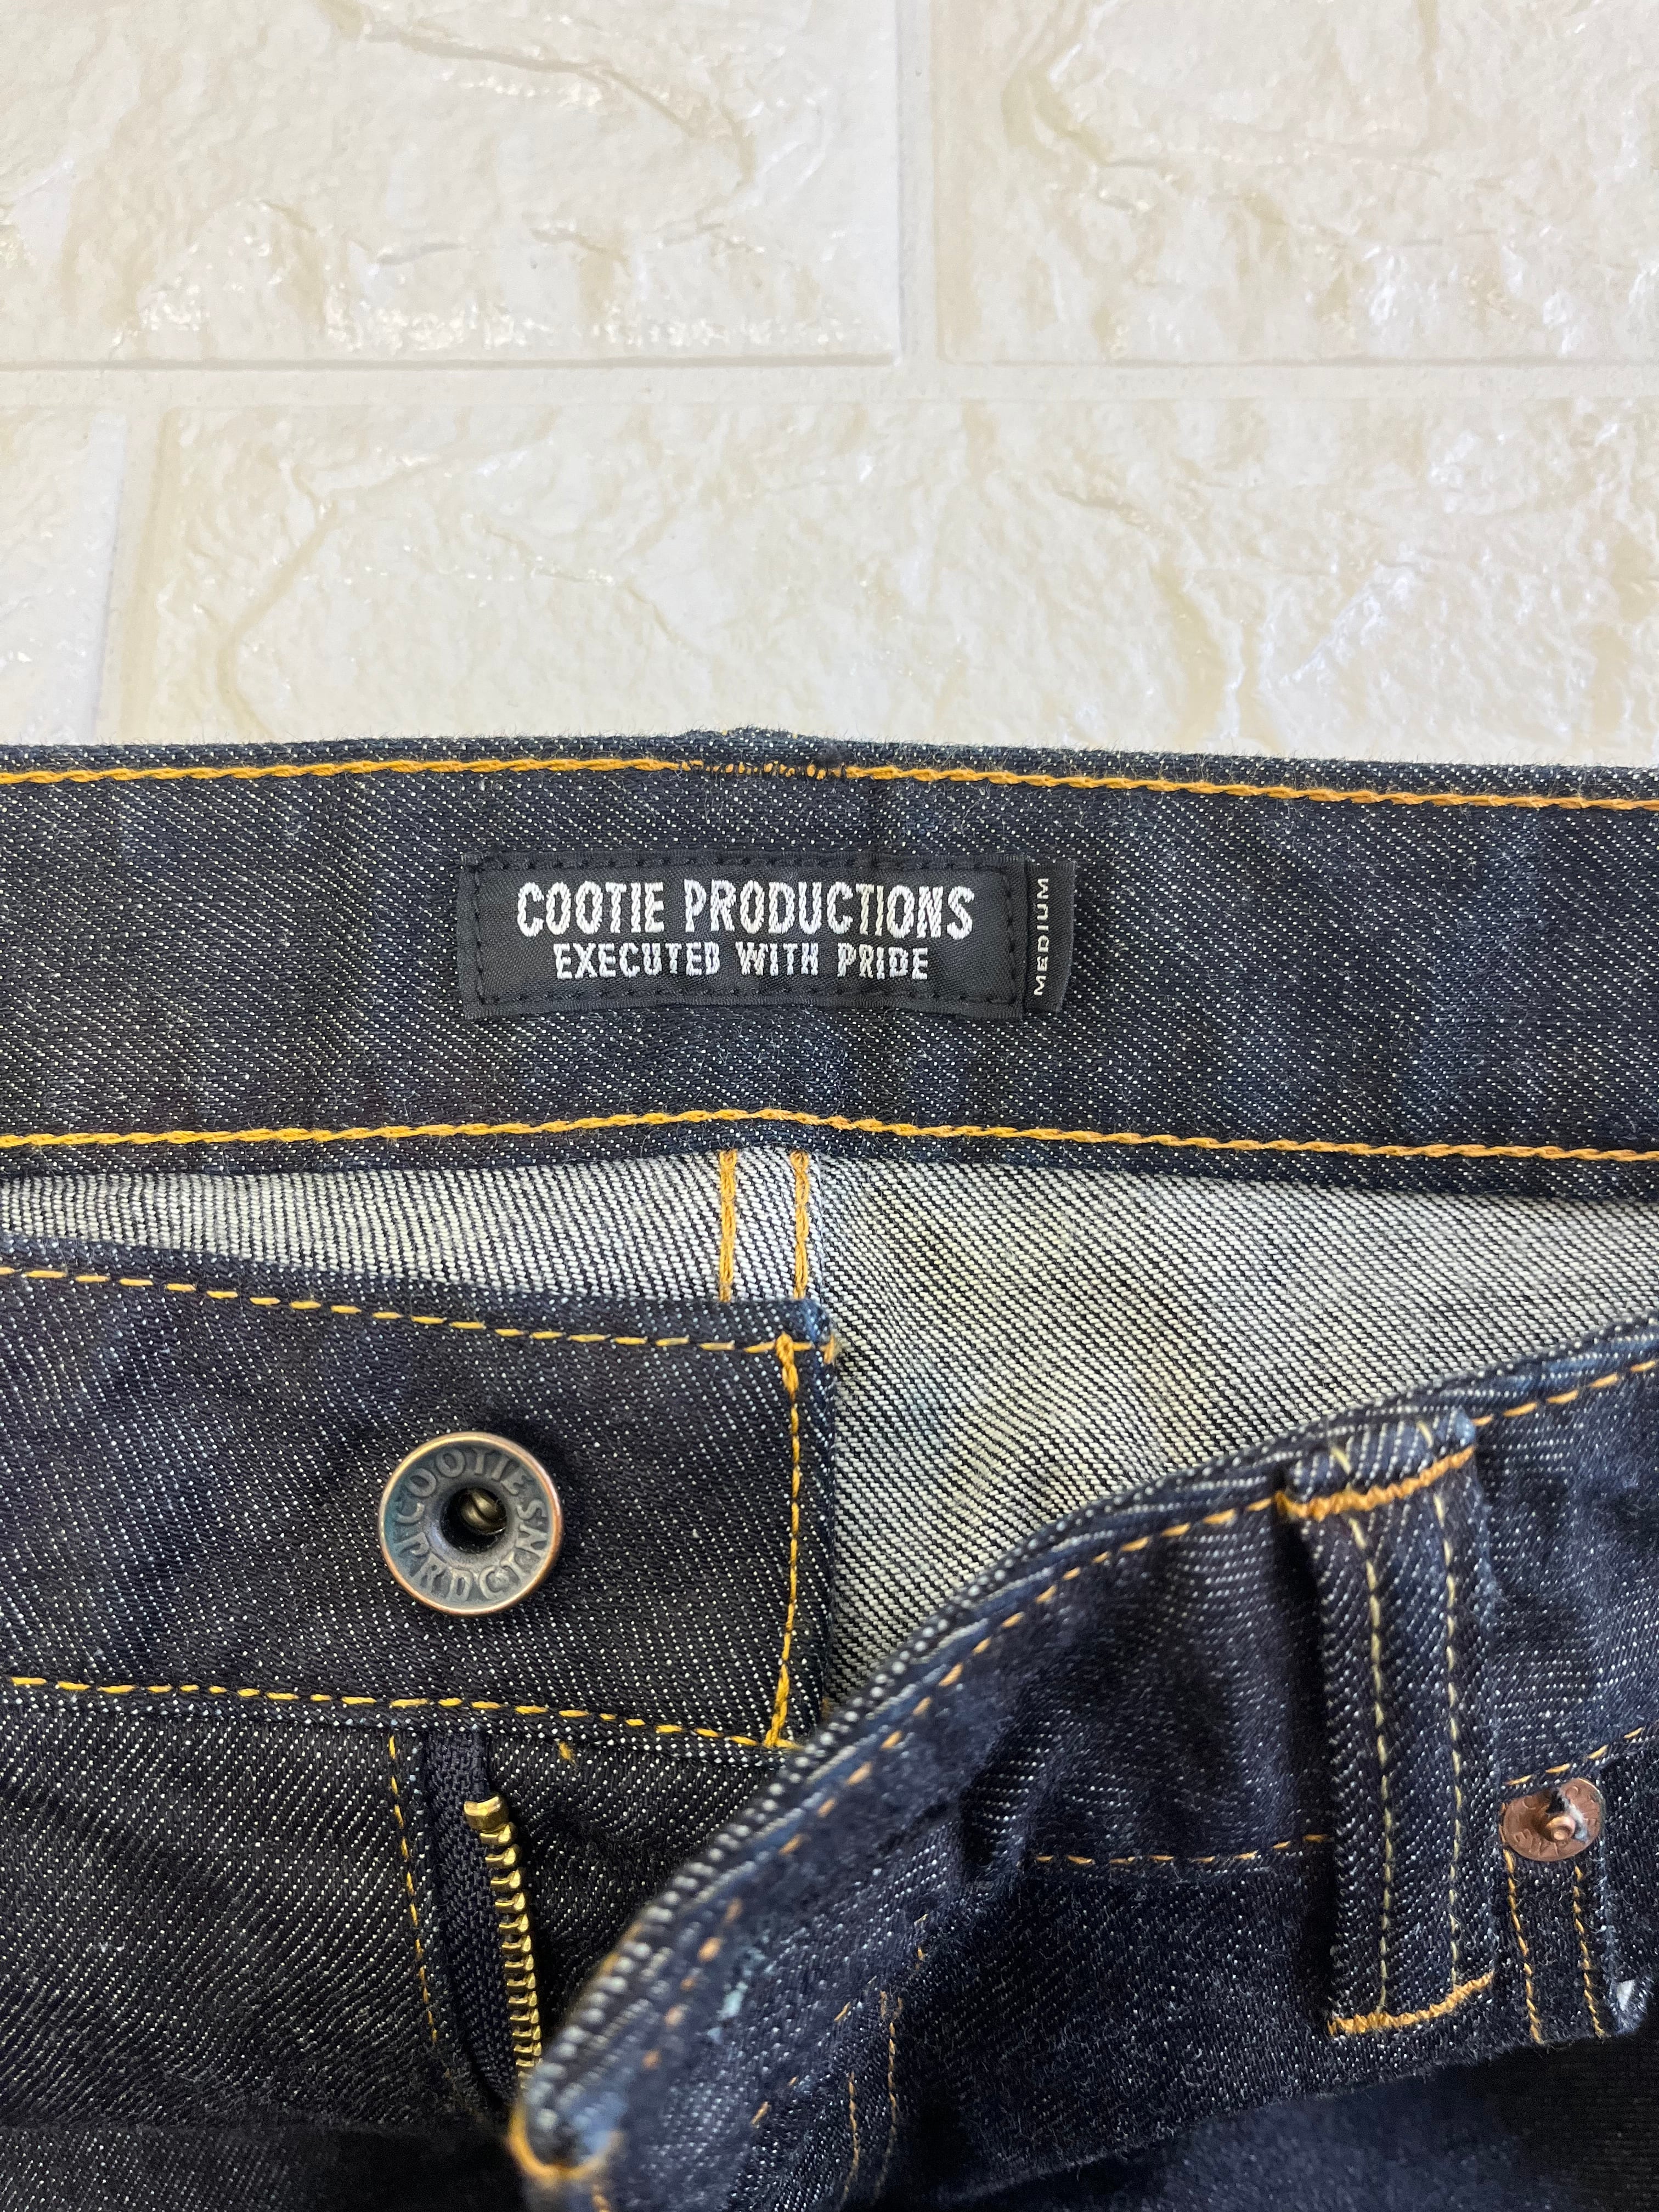 COOTIE PRODUCTIONS
EXECUTED WITH PRIDE
MEDIUM
COOTIES
PRDCTNS